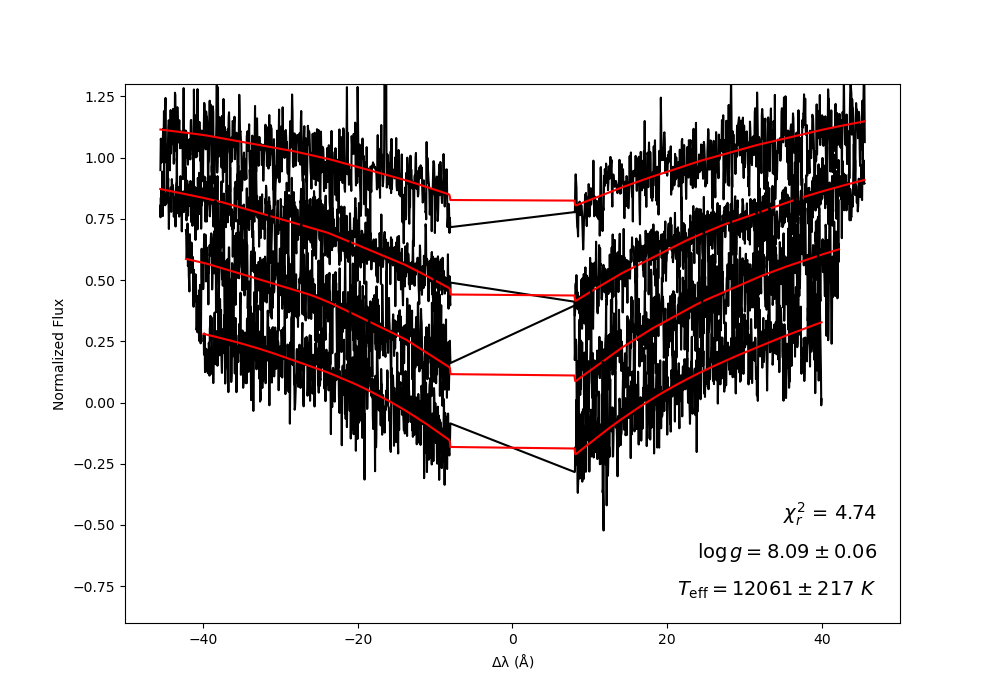 1.25
1.00
0.75
0.50
0.25
0.00
−0.25
−0.50
−0.75
Normalized Flux
χ²ᵣ = 4.74
log g = 8.09 ± 0.06
T_eff = 12061 ± 217 K
−40 −20 0 20 40
Δλ (Å)